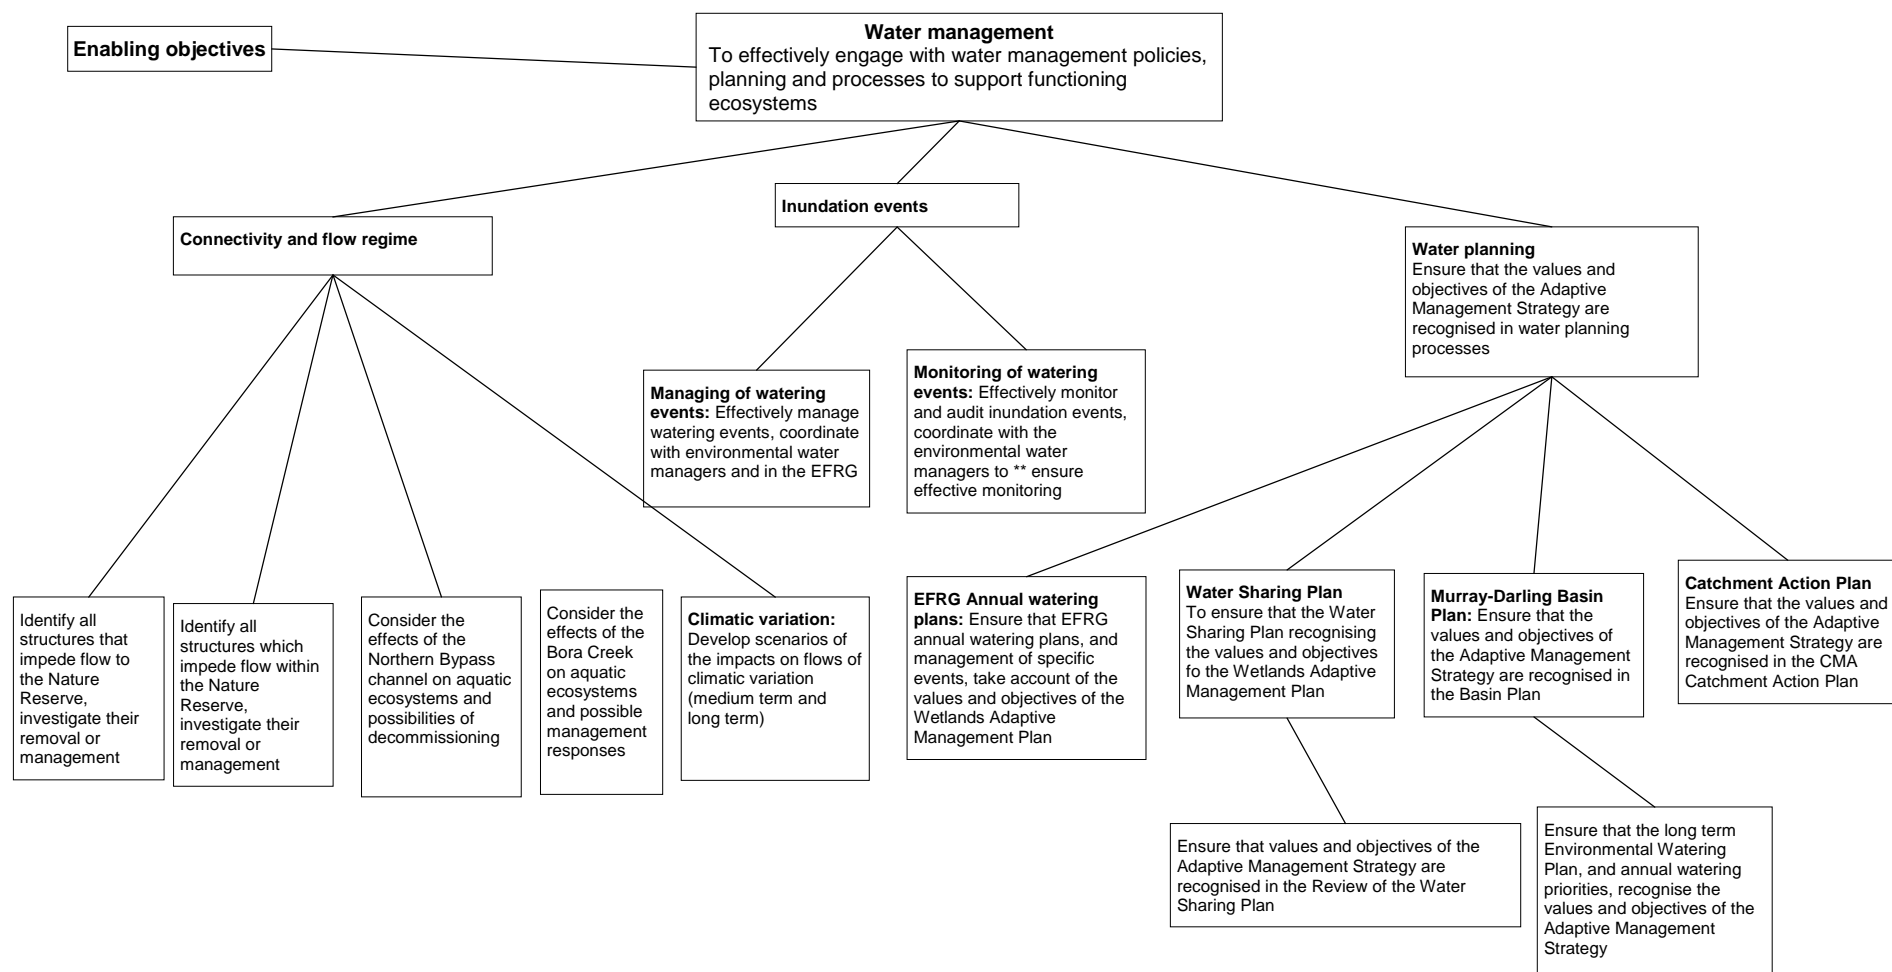 Enabling objectives
Water management
To effectively engage with water management policies,
planning and processes to support functioning
ecosystems
Connectivity and flow regime
Inundation events
Water planning
Ensure that the values and
objectives of the Adaptive
Management Strategy are
recognised in water planning
processes
Managing of watering
events: Effectively manage
watering events, coordinate
with environmental water
managers and in the EFRG
Monitoring of watering
events: Effectively monitor
and audit inundation events,
coordinate with the
environmental water
managers to ** ensure
effective monitoring
Identify all
structures that
impede flow to
the Nature
Reserve,
investigate their
removal or
management
Identify all
structures which
impede flow within
the Nature
Reserve,
investigate their
removal or
management
Consider the
effects of the
Northern Bypass
channel on aquatic
ecosystems and
possibilities of
decommissioning
Consider the
effects of the
Bora Creek
on aquatic
ecosystems
and possible
management
responses
Climatic variation:
Develop scenarios of
the impacts on flows of
climatic variation
(medium term and
long term)
EFRG Annual watering
plans: Ensure that EFRG
annual watering plans, and
management of specific
events, take account of the
values and objectives of the
Wetlands Adaptive
Management Plan
Water Sharing Plan
To ensure that the Water
Sharing Plan recognising
the values and objectives
fo the Wetlands Adaptive
Management Plan
Murray-Darling Basin
Plan: Ensure that the
values and objectives of
the Adaptive Management
Strategy are recognised in
the Basin Plan
Catchment Action Plan
Ensure that the values and
objectives of the Adaptive
Management Strategy are
recognised in the CMA
Catchment Action Plan
Ensure that values and objectives of the
Adaptive Management Strategy are
recognised in the Review of the Water
Sharing Plan
Ensure that the long term
Environmental Watering
Plan, and annual watering
priorities, recognise the
values and objectives of the
Adaptive Management
Strategy